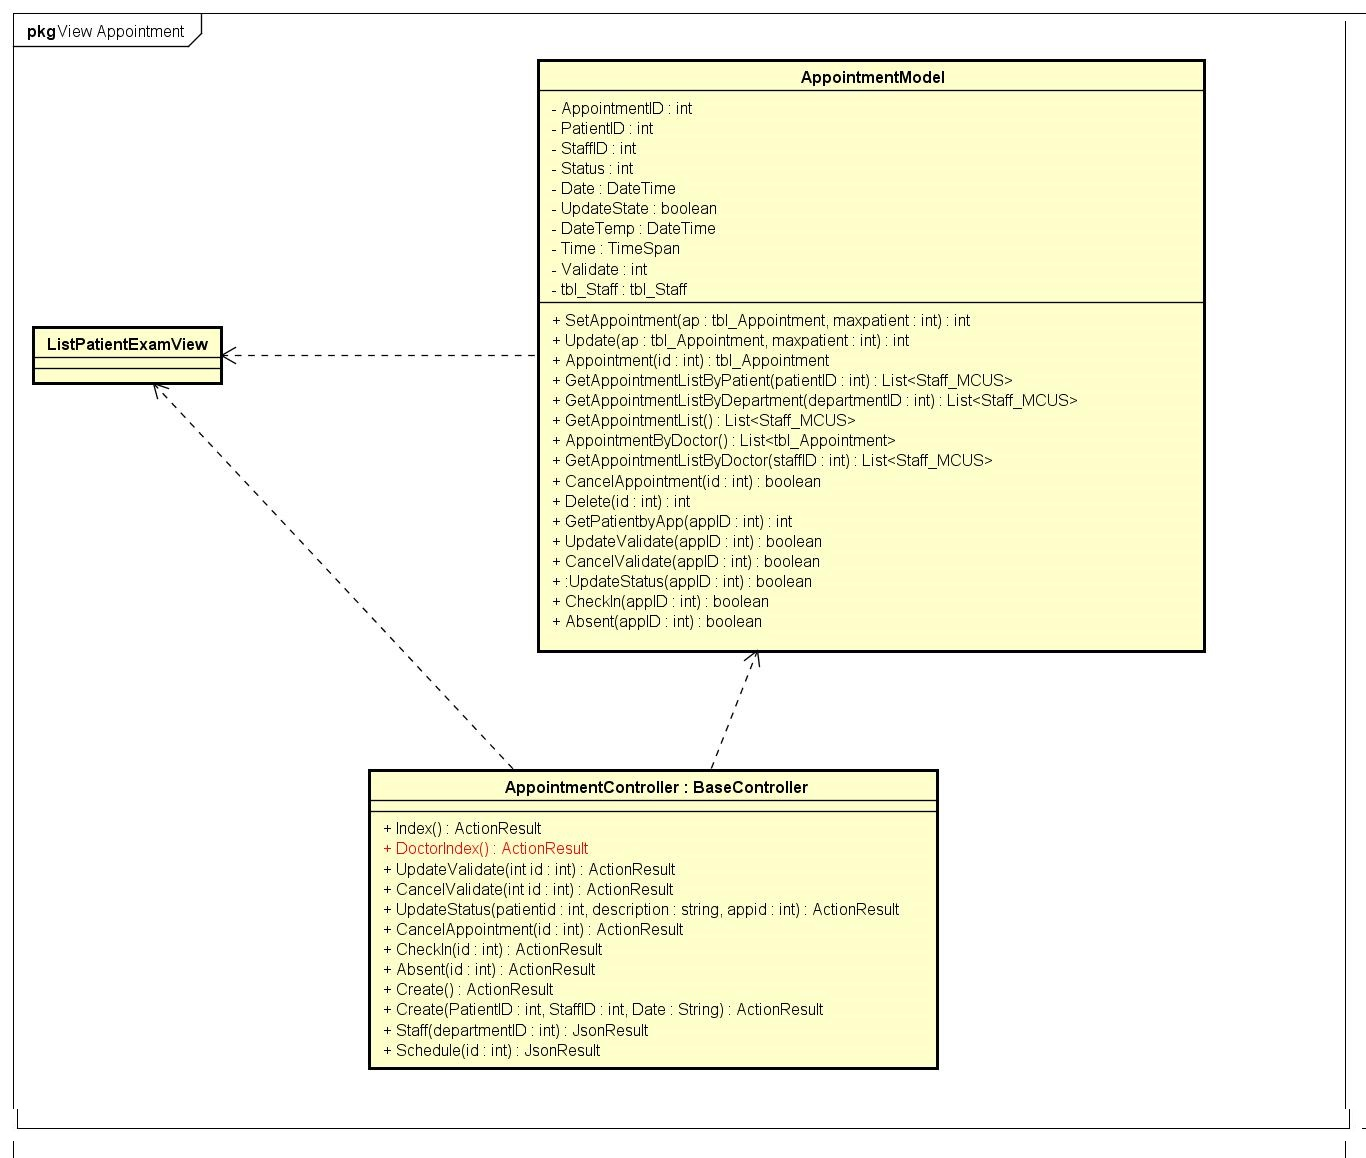 pkg View Appointment
AppointmentModel
- AppointmentID : int
- PatientID : int
- StaffID : int
- Status : int
- Date : DateTime
- UpdateState : boolean
- DateTemp : DateTime
- Time : TimeSpan
- Validate : int
- tbl_Staff : tbl_Staff
+ SetAppointment(ap : tbl_Appointment, maxpatient : int) : int
+ Update(ap : tbl_Appointment, maxpatient : int) : int
+ Appointment(id : int) : tbl_Appointment
+ GetAppointmentListByPatient(patientID : int) : List<Staff_MCUS>
+ GetAppointmentListByDepartment(departmentID : int) : List<Staff_MCUS>
+ GetAppointmentList() : List<Staff_MCUS>
+ AppointmentByDoctor() : List<tbl_Appointment>
+ GetAppointmentListByDoctor(staffID : int) : List<Staff_MCUS>
+ CancelAppointment(id : int) : boolean
+ Delete(id : int) : int
+ GetPatientbyApp(appID : int) : int
+ UpdateValidate(appID : int) : boolean
+ CancelValidate(appID : int) : boolean
+ :UpdateStatus(appID : int) : boolean
+ CheckIn(appID : int) : boolean
+ Absent(appID : int) : boolean
ListPatientExamView
AppointmentController : BaseController
+ Index() : ActionResult
+ DoctorIndex() : ActionResult
+ UpdateValidate(int id : int) : ActionResult
+ CancelValidate(int id : int) : ActionResult
+ UpdateStatus(patientid : int, description : string, appid : int) : ActionResult
+ CancelAppointment(id : int) : ActionResult
+ CheckIn(id : int) : ActionResult
+ Absent(id : int) : ActionResult
+ Create() : ActionResult
+ Create(PatientID : int, StaffID : int, Date : String) : ActionResult
+ Staff(departmentID : int) : JsonResult
+ Schedule(id : int) : JsonResult